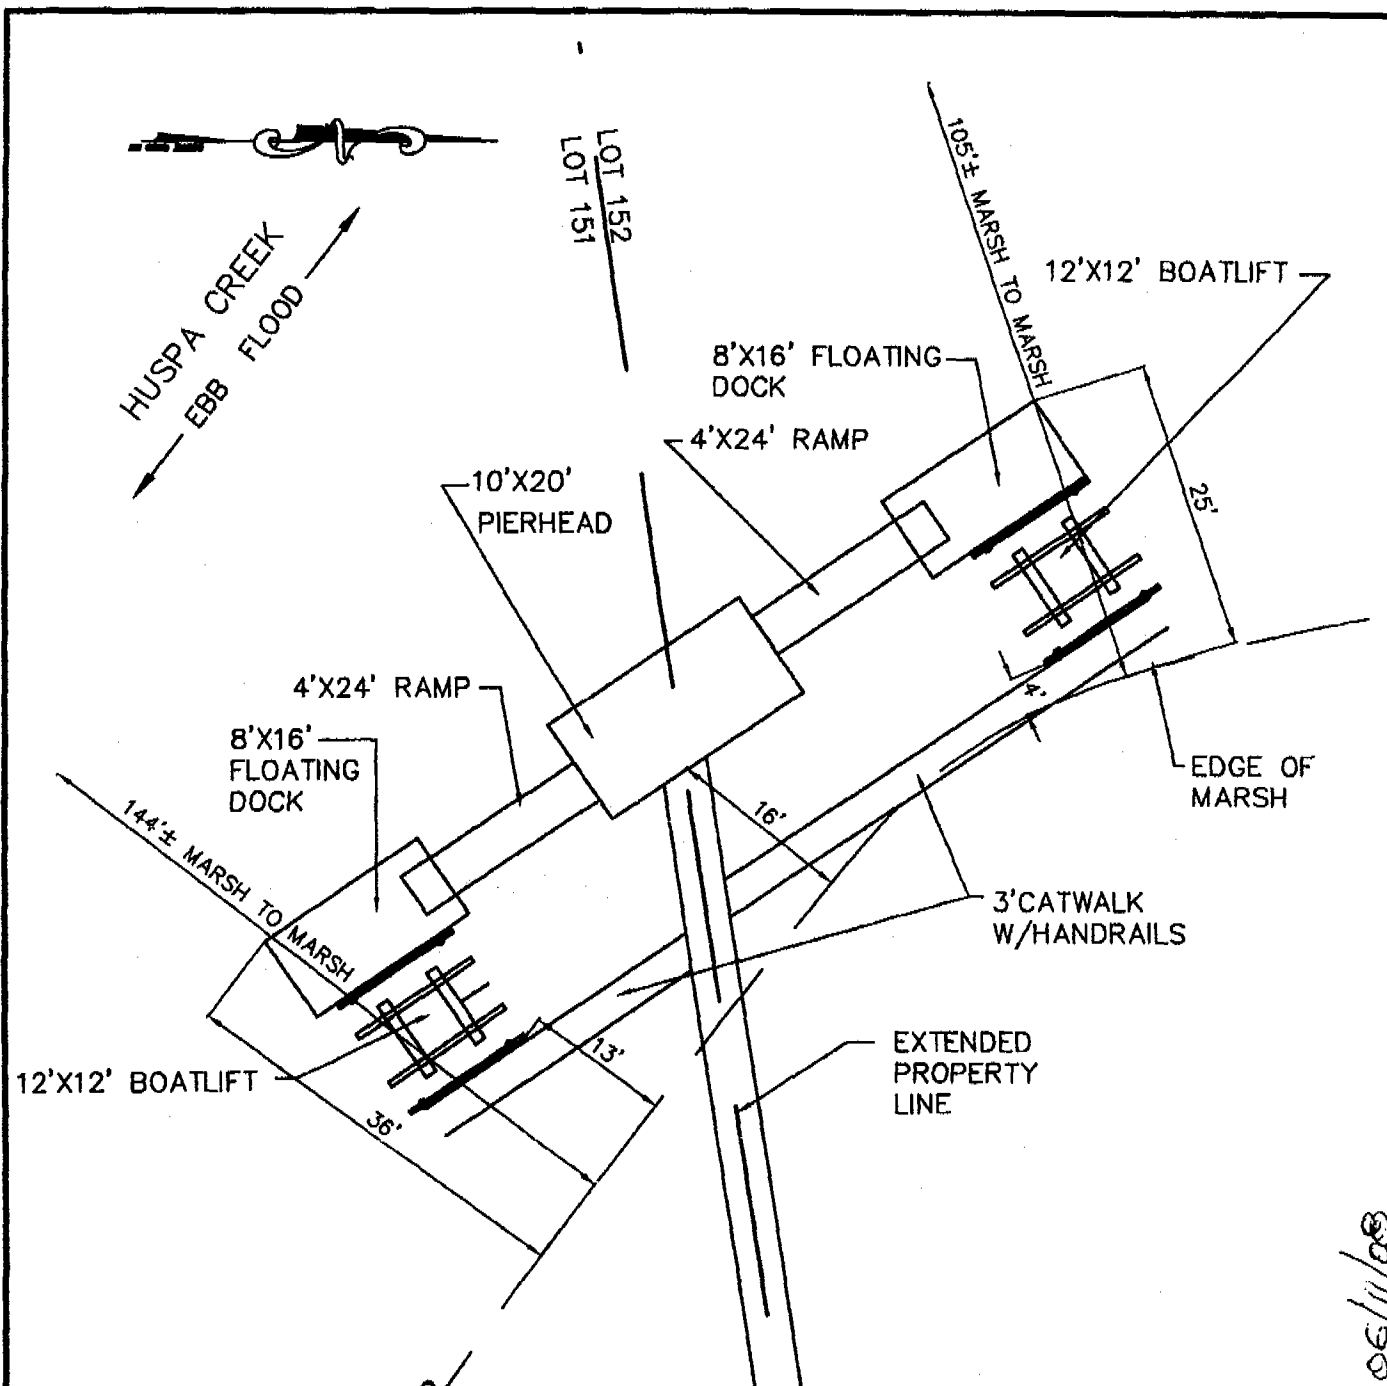 LOT 152
LOT 151
105'± MARSH TO MARSH
HUSPA CREEK
EBB FLOOD
12'X12' BOATLIFT
8'X16' FLOATING
DOCK
4'X24' RAMP
10'X20'
PIERHEAD
25'
4'X24' RAMP
8'X16'
FLOATING
DOCK
4'
EDGE OF
MARSH
144'± MARSH TO MARSH
16'
3'CATWALK
W/HANDRAILS
13'
EXTENDED
PROPERTY
LINE
12'X12' BOATLIFT
36'